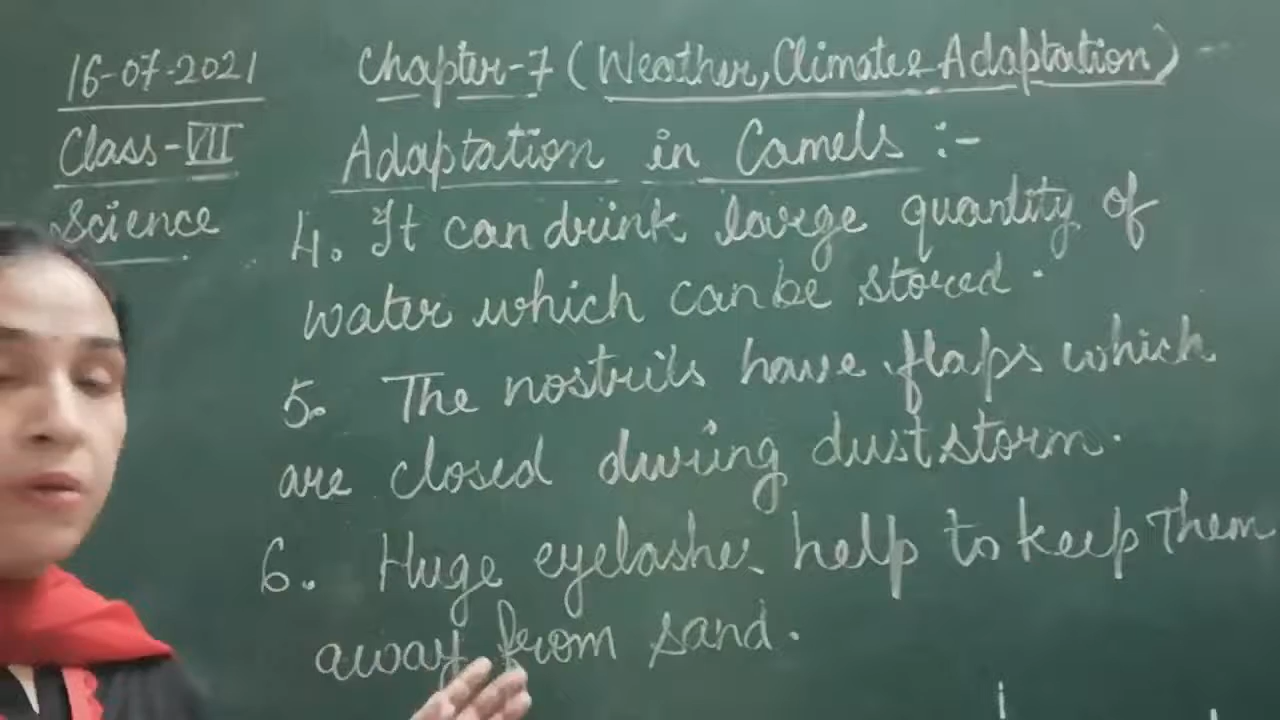 16-07-2021
Chapter-7 (Weather, Climate & Adaptation)
Class-VII
Adaptation in Camels :-
Science
4. It can drink large quantity of
water which can be stored.
5. The nostrils have flaps which
are closed during duststorm.
6. Huge eyelashes help to keep them
away from sand.